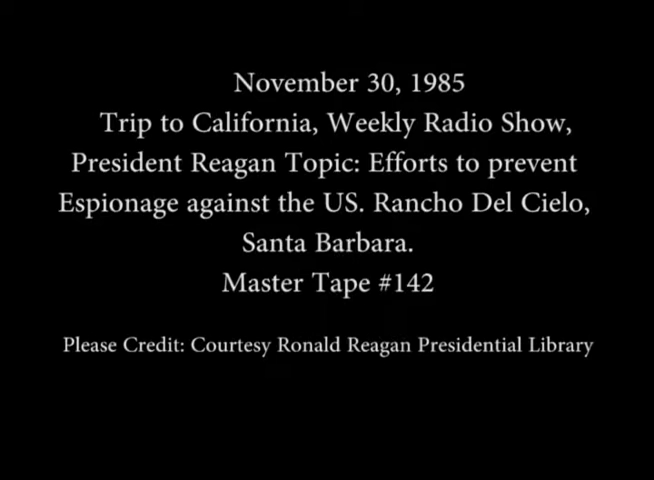 November 30, 1985
Trip to California, Weekly Radio Show,
President Reagan Topic: Efforts to prevent
Espionage against the US. Rancho Del Cielo,
Santa Barbara.
Master Tape #142
Please Credit: Courtesy Ronald Reagan Presidential Library